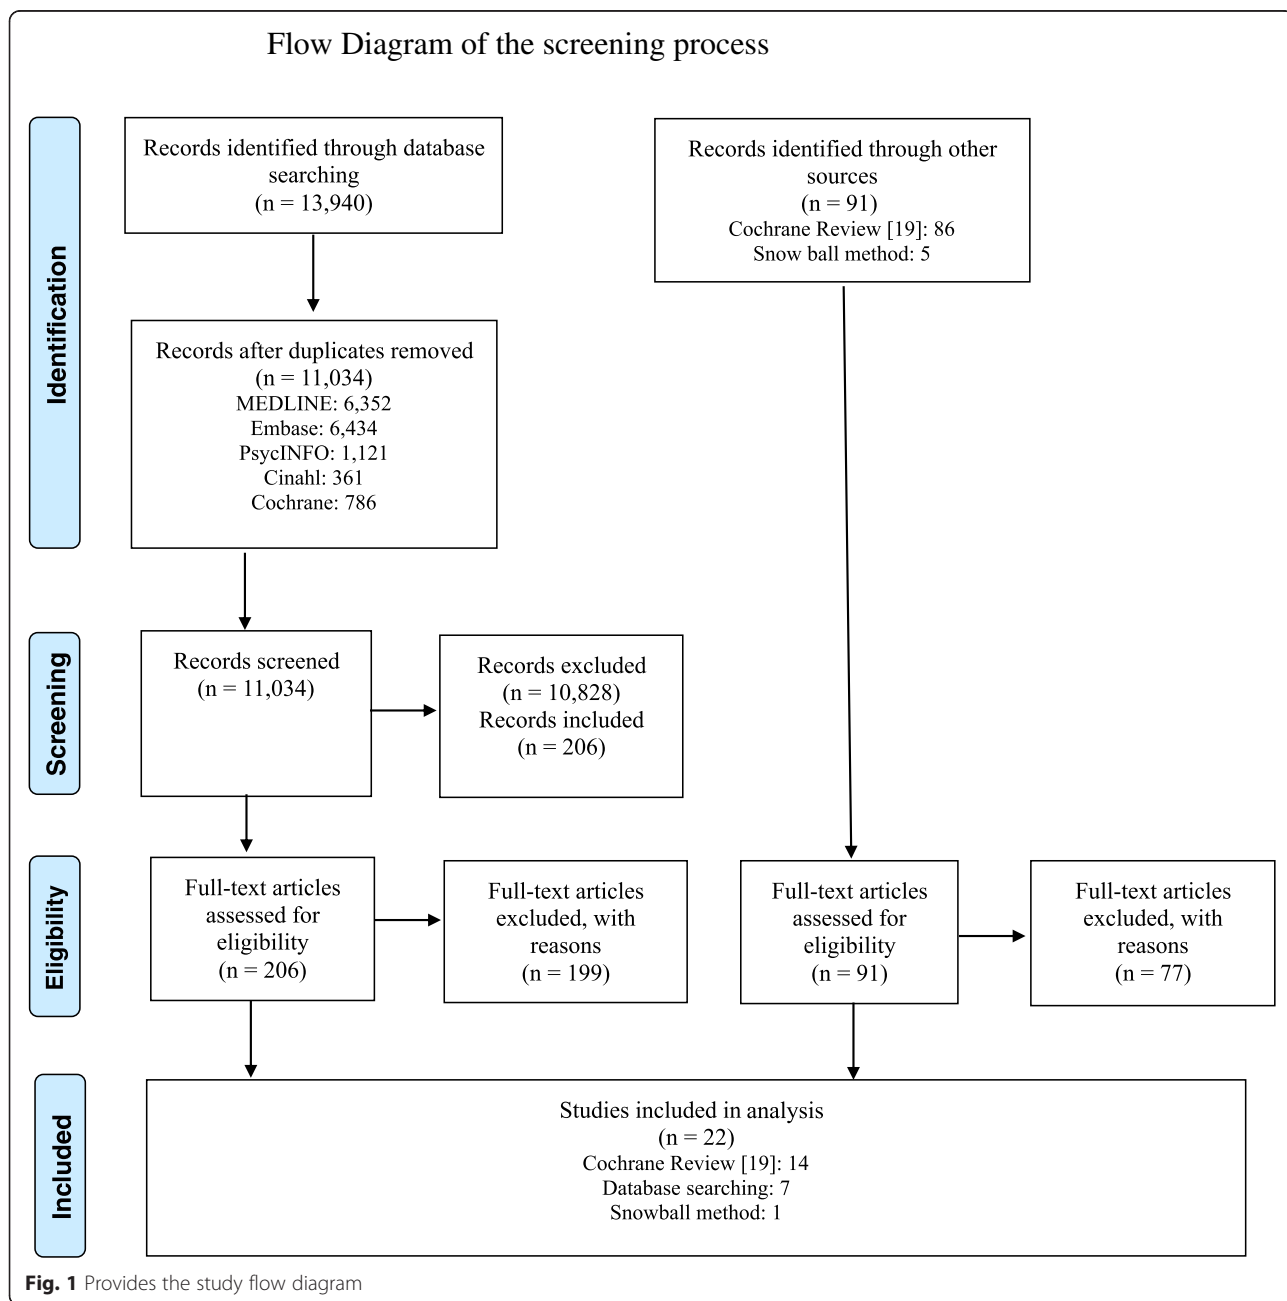 Flow Diagram of the screening process
Identification
Records identified through database
searching
(n = 13,940)
Records identified through other
sources
(n = 91)
Cochrane Review [19]: 86
Snow ball method: 5
Records after duplicates removed
(n = 11,034)
MEDLINE: 6,352
Embase: 6,434
PsycINFO: 1,121
Cinahl: 361
Cochrane: 786
Screening
Records screened
(n = 11,034)
Records excluded
(n = 10,828)
Records included
(n = 206)
Eligibility
Full-text articles
assessed for
eligibility
(n = 206)
Full-text articles
excluded, with
reasons
(n = 199)
Full-text articles
assessed for
eligibility
(n = 91)
Full-text articles
excluded, with
reasons
(n = 77)
Included
Studies included in analysis
(n = 22)
Cochrane Review [19]: 14
Database searching: 7
Snowball method: 1
Fig. 1 Provides the study flow diagram